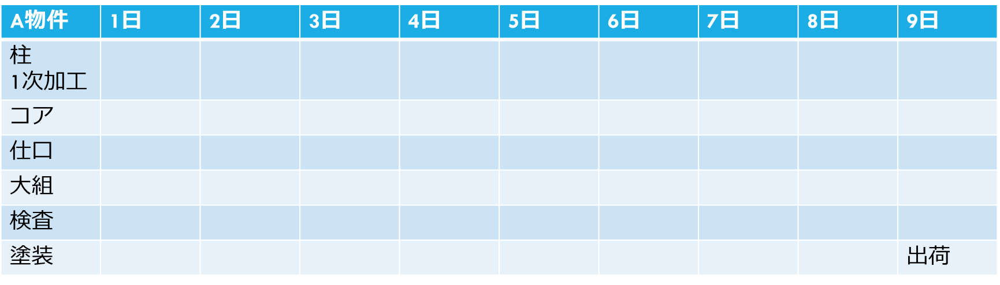 A物件 1日 2日 3日 4日 5日 6日 7日 8日 9日
柱
1次加工
コア
仕口
大組
検査
塗装 出荷